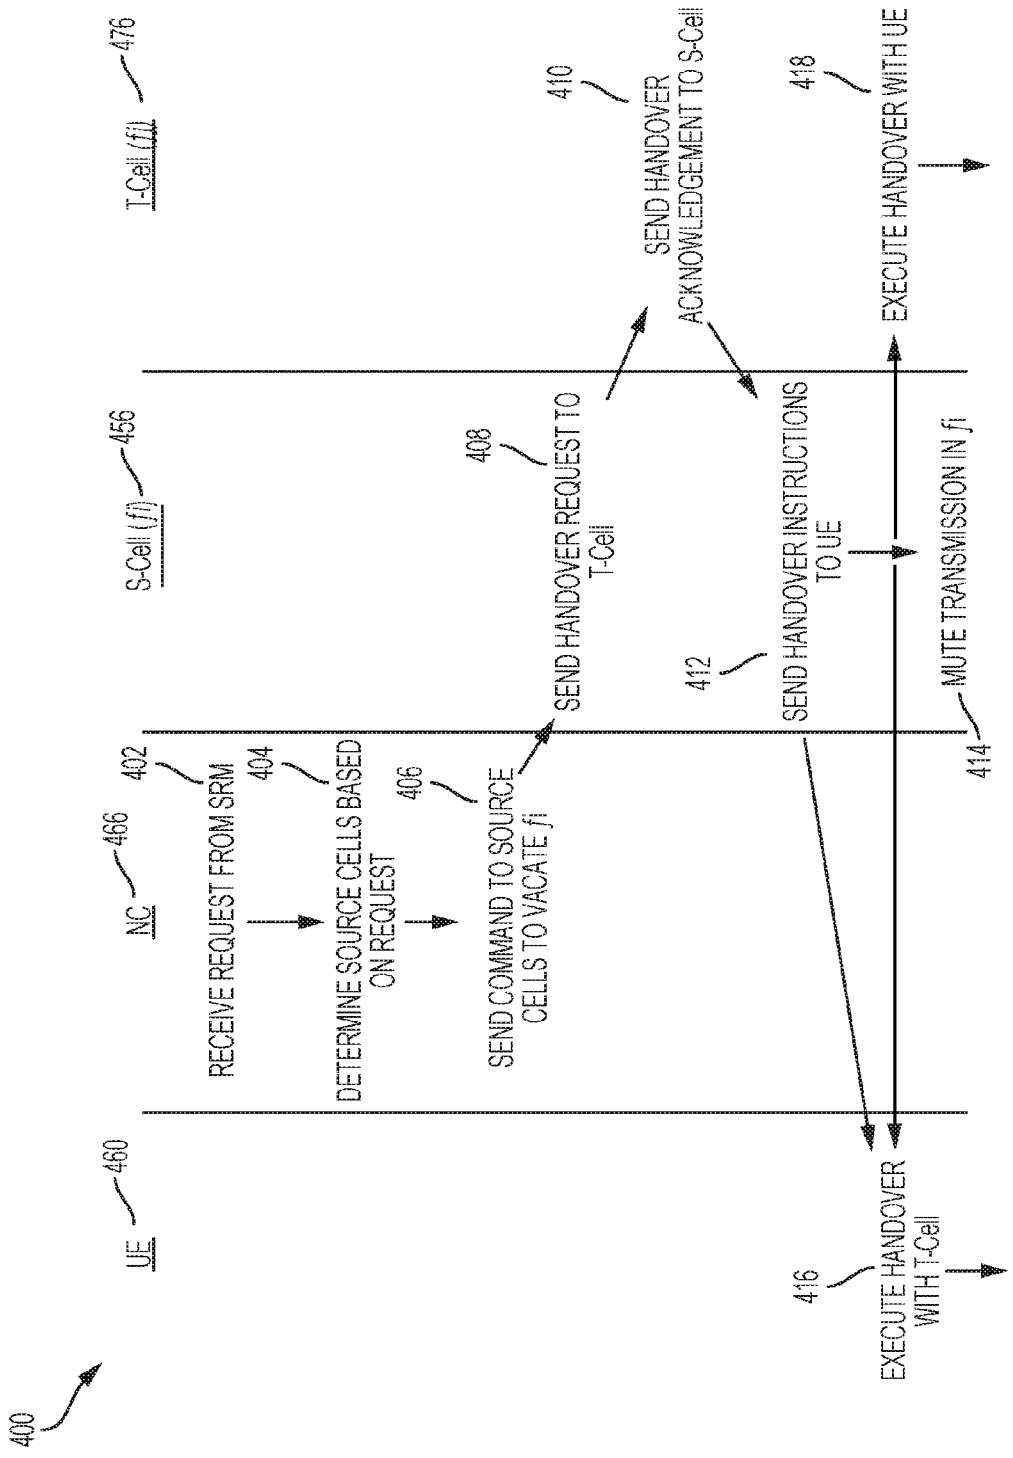 400
UE
460
NC
466
S-Cell (fi)
456
T-Cell (fj)
476
402
RECEIVE REQUEST FROM SRM
404
DETERMINE SOURCE CELLS BASED
ON REQUEST
406
SEND COMMAND TO SOURCE
CELLS TO VACATE fi
408
SEND HANDOVER REQUEST TO
T-Cell
410
SEND HANDOVER
ACKNOWLEDGEMENT TO S-Cell
412
SEND HANDOVER INSTRUCTIONS
TO UE
416
EXECUTE HANDOVER
WITH T-Cell
418
EXECUTE HANDOVER WITH UE
414
MUTE TRANSMISSION IN fi